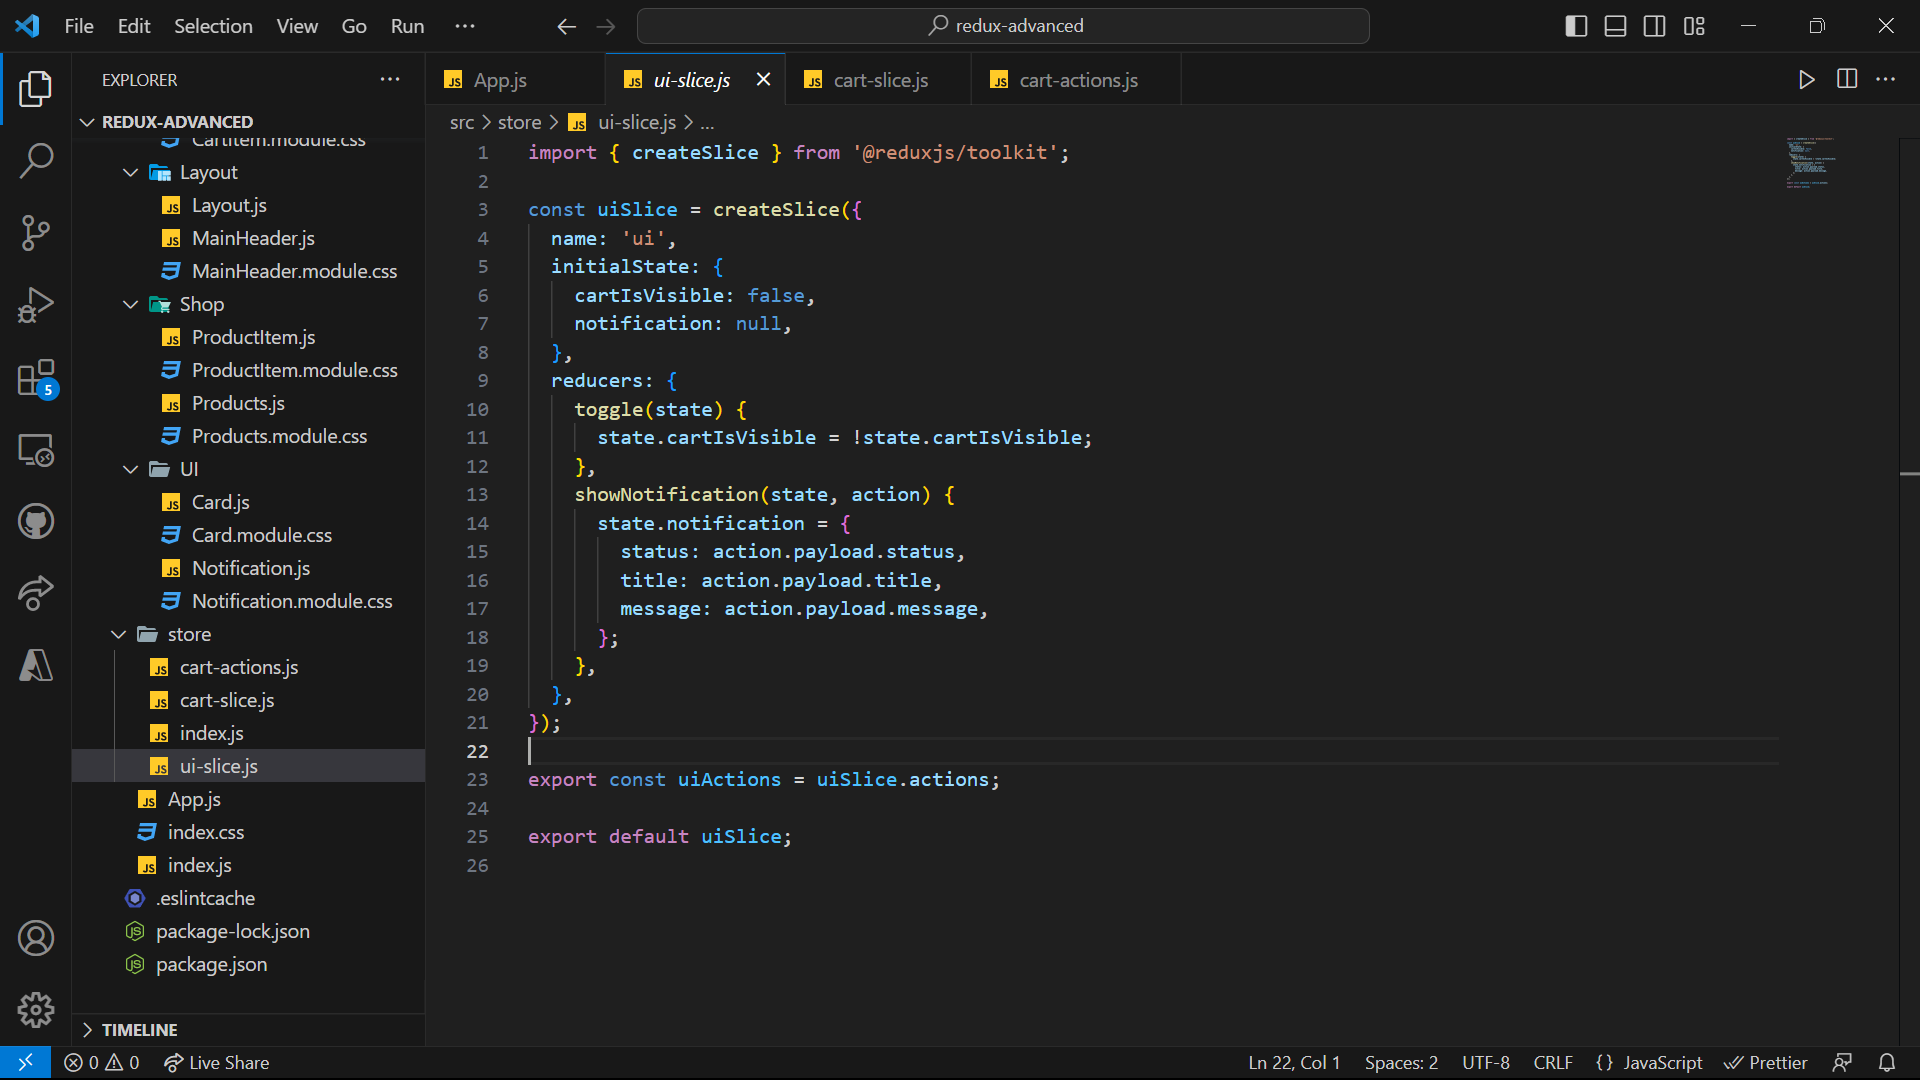 File Edit Selection View Go Run ···
redux-advanced
EXPLORER
App.js
ui-slice.js
cart-slice.js
cart-actions.js
REDUX-ADVANCED
CartItem.module.css
Layout
Layout.js
MainHeader.js
MainHeader.module.css
Shop
ProductItem.js
ProductItem.module.css
Products.js
Products.module.css
UI
Card.js
Card.module.css
Notification.js
Notification.module.css
store
cart-actions.js
cart-slice.js
index.js
ui-slice.js
App.js
index.css
index.js
.eslintcache
package-lock.json
package.json
TIMELINE
5
src > store > JS ui-slice.js > ...
1 import { createSlice } from '@reduxjs/toolkit';
2
3 const uiSlice = createSlice({
4   name: 'ui',
5   initialState: {
6     cartIsVisible: false,
7     notification: null,
8   },
9   reducers: {
10     toggle(state) {
11       state.cartIsVisible = !state.cartIsVisible;
12     },
13     showNotification(state, action) {
14       state.notification = {
15         status: action.payload.status,
16         title: action.payload.title,
17         message: action.payload.message,
18       };
19     },
20   },
21 });
22
23 export const uiActions = uiSlice.actions;
24
25 export default uiSlice;
26
0 0 Live Share
Ln 22, Col 1 Spaces: 2 UTF-8 CRLF {} JavaScript Prettier